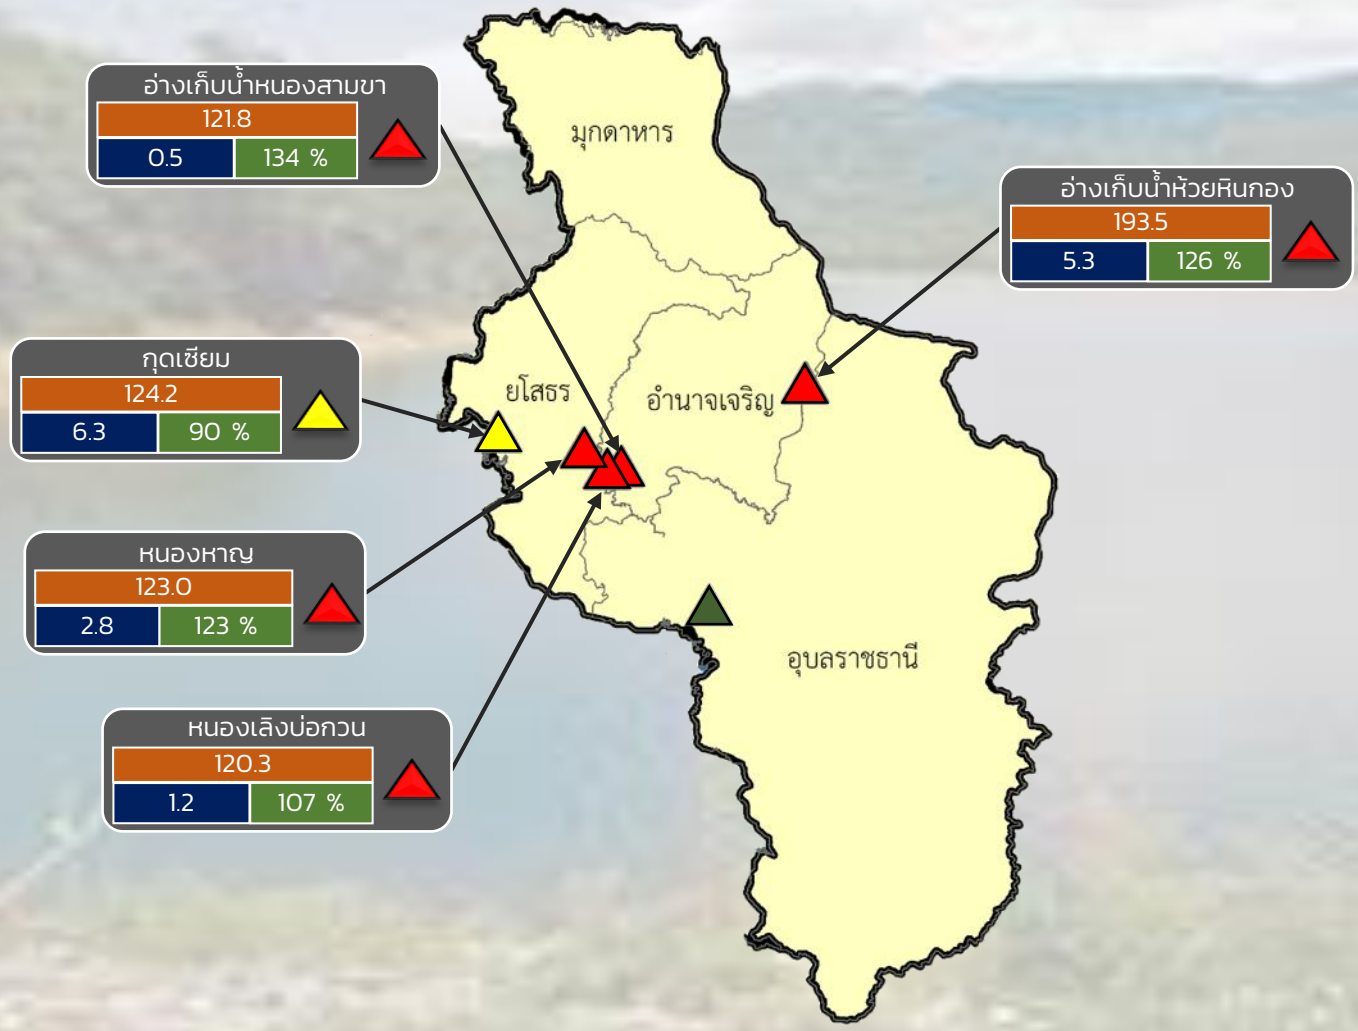 อ่างเก็บน้ำหนองสามขา
121.8
0.5 134 %
มุกดาหาร
อ่างเก็บน้ำห้วยหินกอง
193.5
5.3 126 %
กุดเซียม
124.2
6.3 90 %
ยโสธร
อำนาจเจริญ
หนองหาญ
123.0
2.8 123 %
อุบลราชธานี
หนองเลิงบ่อกวน
120.3
1.2 107 %